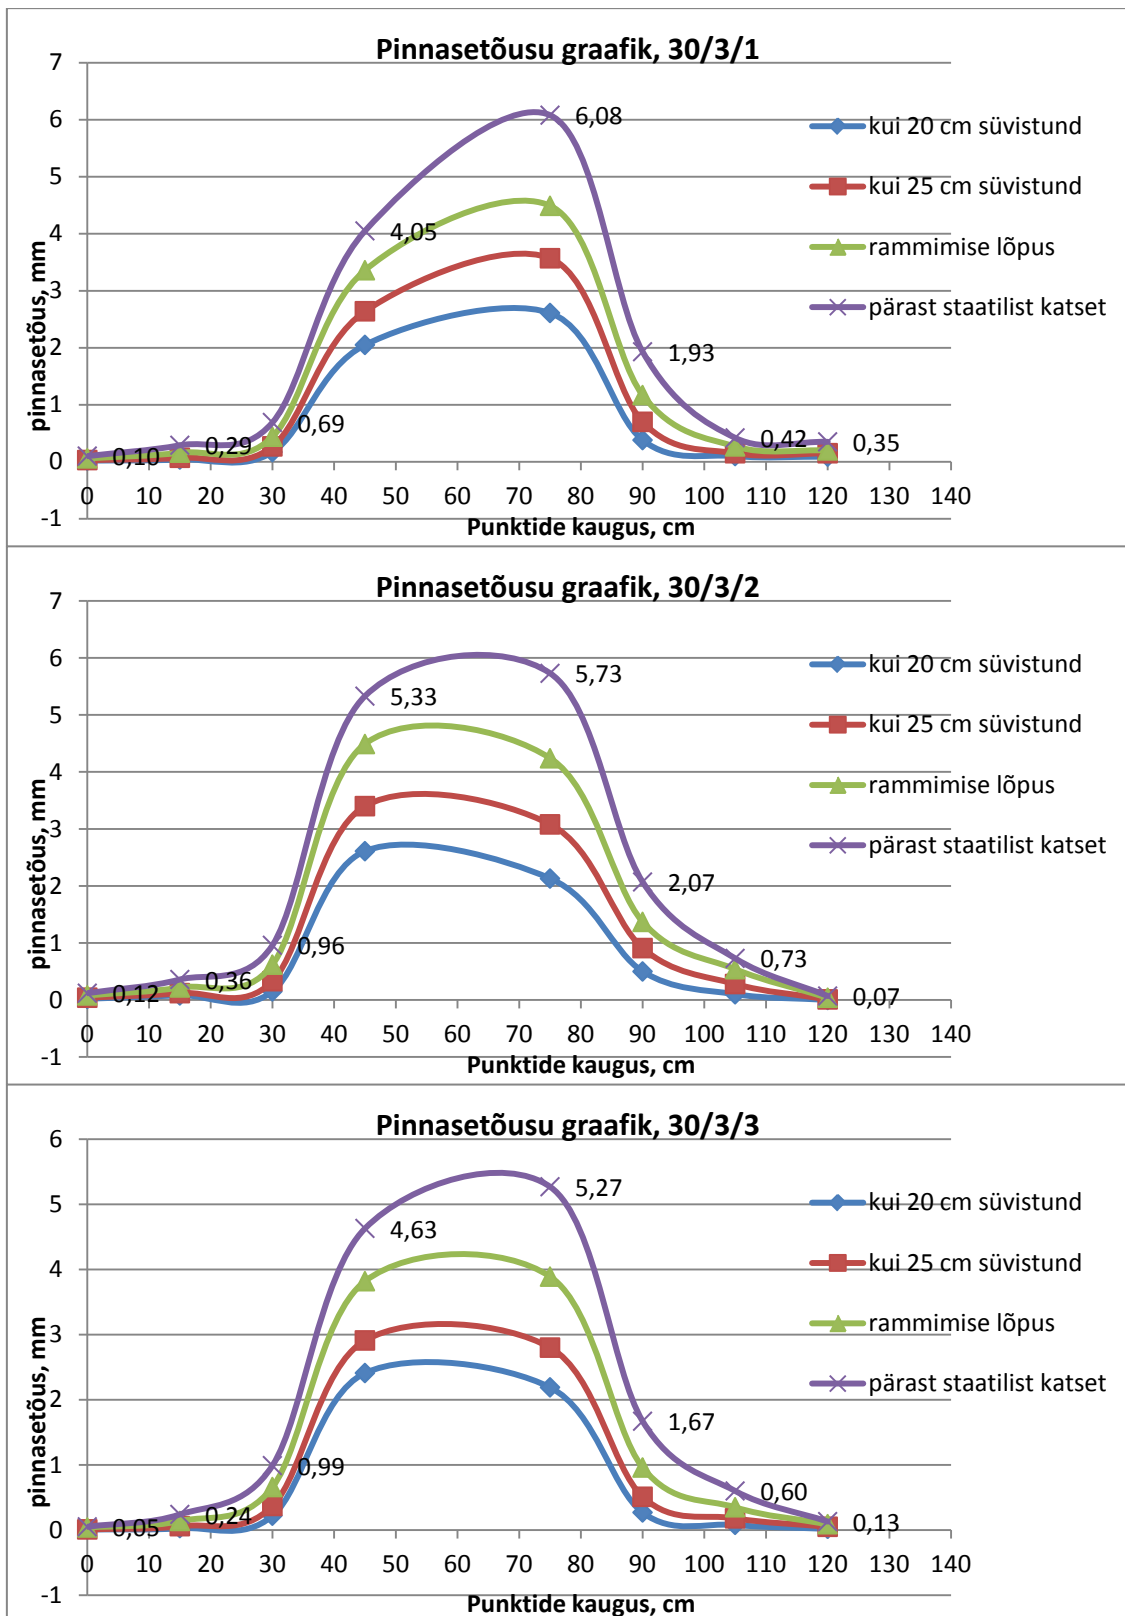 Pinnasetõusu graafik, 30/3/1
7
6
5
4
3
2
1
0
-1
pinnasetõus, mm
6,08
4,05
1,93
0,69
0,10
0,29
0,42
0,35
0 10 20 30 40 50 60 70 80 90 100 110 120 130 140
Punktide kaugus, cm
kui 20 cm süvistund
kui 25 cm süvistund
rammimise lõpus
pärast staatilist katset
Pinnasetõusu graafik, 30/3/2
7
6
5
4
3
2
1
0
-1
pinnasetõus, mm
5,33
5,73
2,07
0,96
0,12
0,36
0,73
0,07
0 10 20 30 40 50 60 70 80 90 100 110 120 130 140
Punktide kaugus, cm
kui 20 cm süvistund
kui 25 cm süvistund
rammimise lõpus
pärast staatilist katset
Pinnasetõusu graafik, 30/3/3
6
5
4
3
2
1
0
-1
pinnasetõus, mm
4,63
5,27
1,67
0,99
0,05
0,24
0,60
0,13
0 10 20 30 40 50 60 70 80 90 100 110 120 130 140
Punktide kaugus, cm
kui 20 cm süvistund
kui 25 cm süvistund
rammimise lõpus
pärast staatilist katset